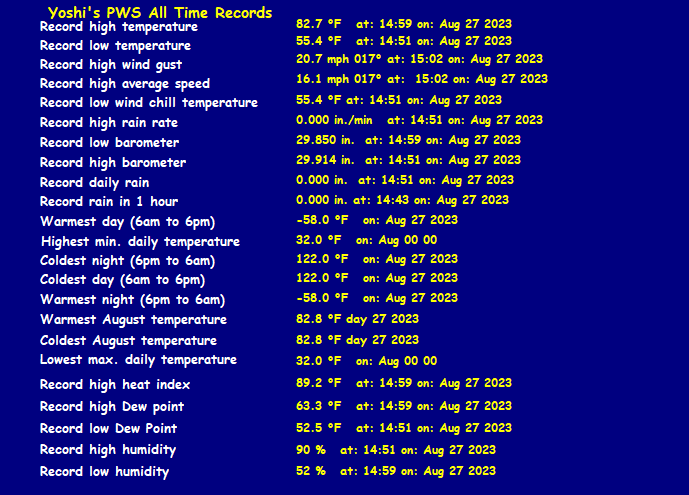 Yoshi's PWS All Time Records
Record high temperature 82.7 °F at: 14:59 on: Aug 27 2023
Record low temperature 55.4 °F at: 14:51 on: Aug 27 2023
Record high wind gust 20.7 mph 017° at: 15:02 on: Aug 27 2023
Record high average speed 16.1 mph 017° at: 15:02 on: Aug 27 2023
Record low wind chill temperature 55.4 °F at: 14:51 on: Aug 27 2023
Record high rain rate 0.000 in./min at: 14:51 on: Aug 27 2023
Record low barometer 29.850 in. at: 14:59 on: Aug 27 2023
Record high barometer 29.914 in. at: 14:51 on: Aug 27 2023
Record daily rain 0.000 in. at: 14:51 on: Aug 27 2023
Record rain in 1 hour 0.000 in. at: 14:43 on: Aug 27 2023
Warmest day (6am to 6pm) -58.0 °F on: Aug 27 2023
Highest min. daily temperature 32.0 °F on: Aug 00 00
Coldest night (6pm to 6am) 122.0 °F on: Aug 27 2023
Coldest day (6am to 6pm) 122.0 °F on: Aug 27 2023
Warmest night (6pm to 6am) -58.0 °F on: Aug 27 2023
Warmest August temperature 82.8 °F day 27 2023
Coldest August temperature 82.8 °F day 27 2023
Lowest max. daily temperature 32.0 °F on: Aug 00 00
Record high heat index 89.2 °F at: 14:59 on: Aug 27 2023
Record high Dew point 63.3 °F at: 14:59 on: Aug 27 2023
Record low Dew Point 52.5 °F at: 14:51 on: Aug 27 2023
Record high humidity 90 % at: 14:51 on: Aug 27 2023
Record low humidity 52 % at: 14:59 on: Aug 27 2023